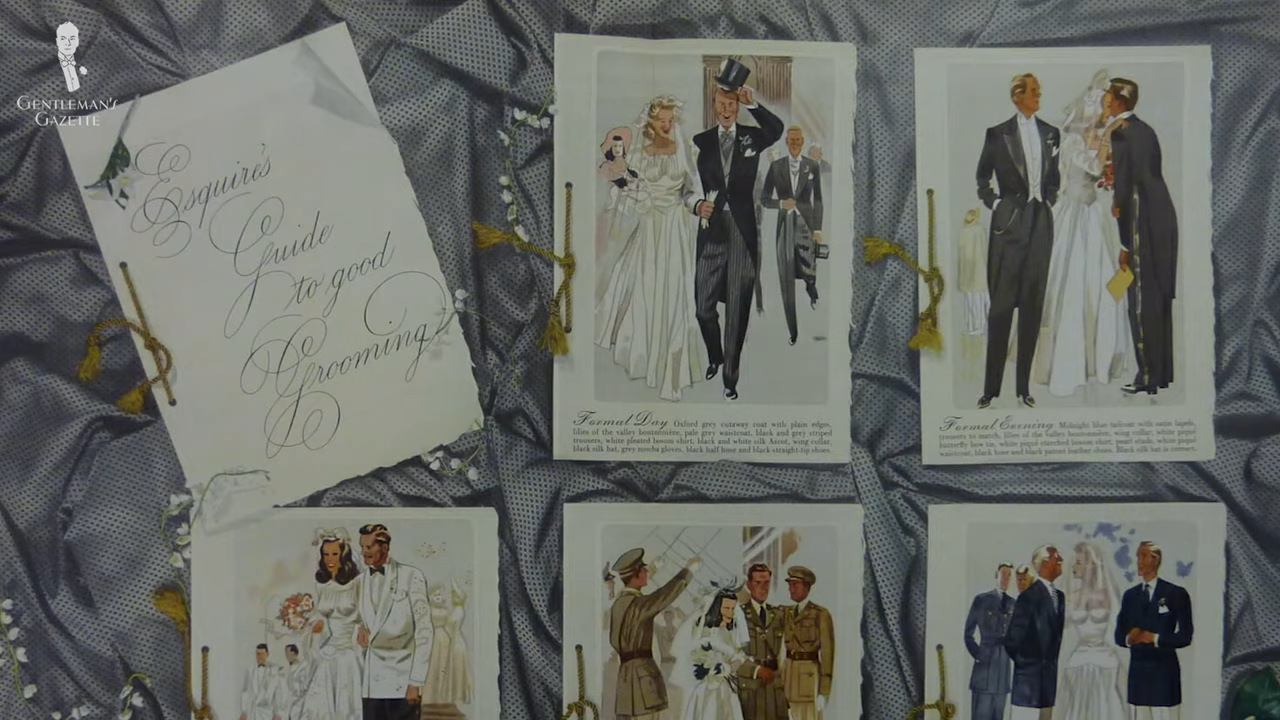 GENTLEMAN'S
GAZETTE
Esquire's
Guide
to good
Grooming
Formal Day Oxford grey cutaway coat with plain edges,
lilies of the valley boutonnière, pale grey waistcoat, black and grey striped
trousers, white pleated bosom shirt, black and white silk Ascot, wing collar,
black silk hat, grey mocha gloves, black half hose and black straight-tip shoes.
Formal Evening Midnight blue tailcoat with satin lapels,
trousers to match, lilies of the valley boutonnière, wing collar, white piqué
butterfly bow tie, white piqué starched bosom shirt, pearl studs, white piqué
waistcoat, black hose and black patent leather shoes. Black silk hat is correct.